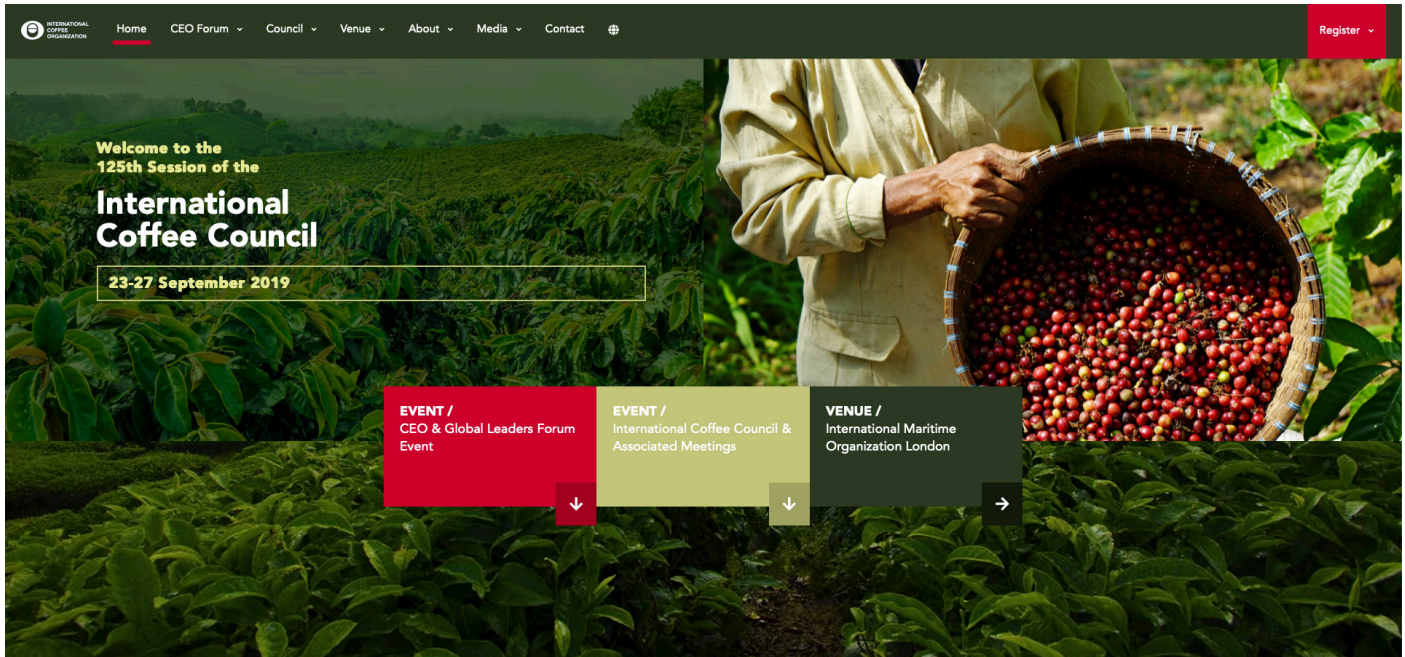 INTERNATIONAL
COFFEE
ORGANIZATION
Home
CEO Forum
Council
Venue
About
Media
Contact
Register
Welcome to the
125th Session of the
International
Coffee Council
23-27 September 2019
EVENT /
CEO & Global Leaders Forum
Event
EVENT /
International Coffee Council &
Associated Meetings
VENUE /
International Maritime
Organization London